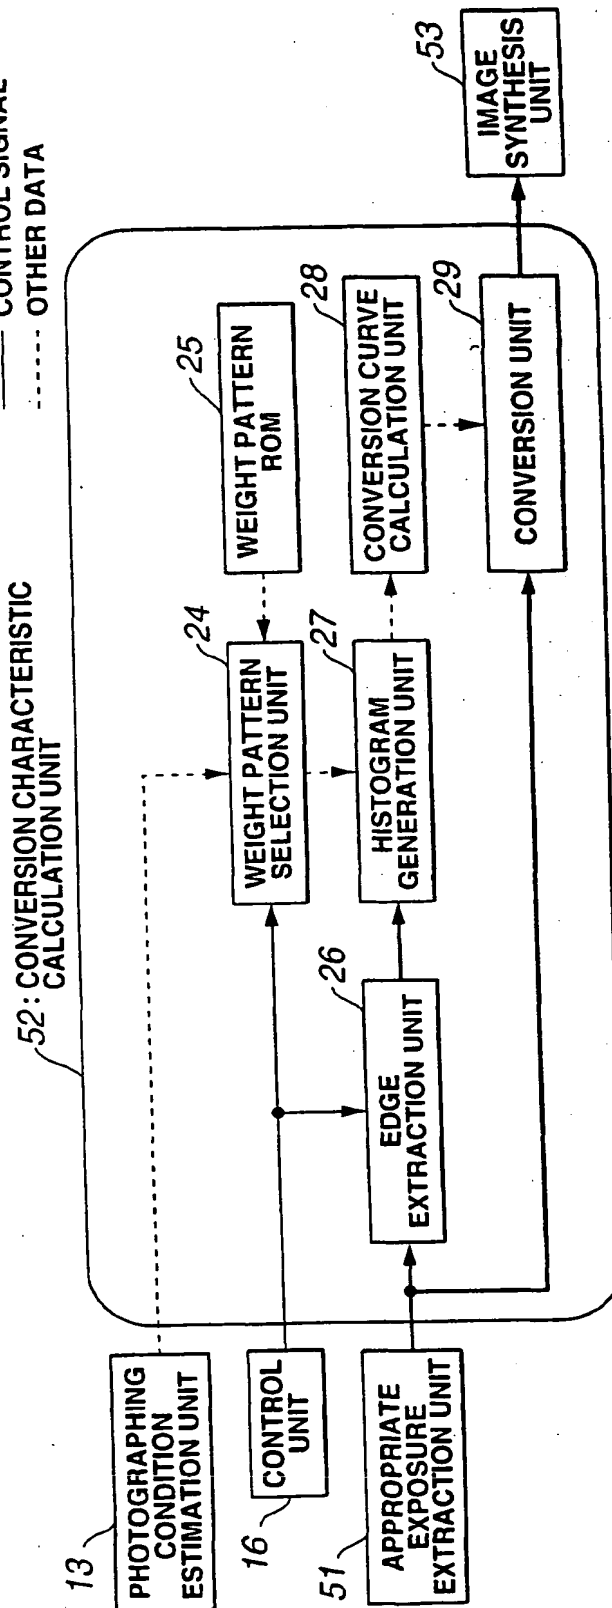 CONTROL SIGNAL
OTHER DATA
52: CONVERSION CHARACTERISTIC
CALCULATION UNIT
13
PHOTOGRAPHING
CONDITION
ESTIMATION UNIT
16
CONTROL
UNIT
51
APPROPRIATE
EXPOSURE
EXTRACTION UNIT
24
WEIGHT PATTERN
SELECTION UNIT
25
WEIGHT PATTERN
ROM
26
EDGE
EXTRACTION UNIT
27
HISTOGRAM
GENERATION UNIT
28
CONVERSION CURVE
CALCULATION UNIT
29
CONVERSION UNIT
53
IMAGE
SYNTHESIS
UNIT